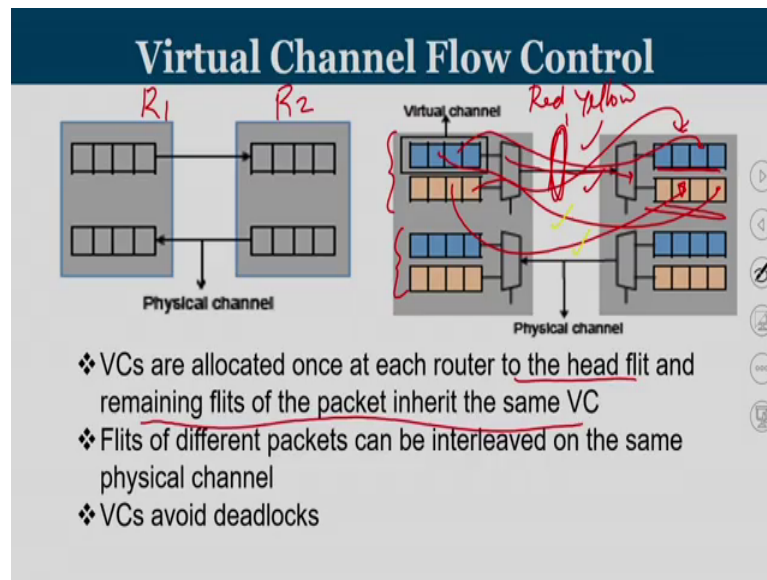 Virtual Channel Flow Control
R1 R2
Red Yellow
Virtual channel
Physical channel
Physical channel
❖VCs are allocated once at each router to the head flit and
remaining flits of the packet inherit the same VC
❖Flits of different packets can be interleaved on the same
physical channel
❖VCs avoid deadlocks